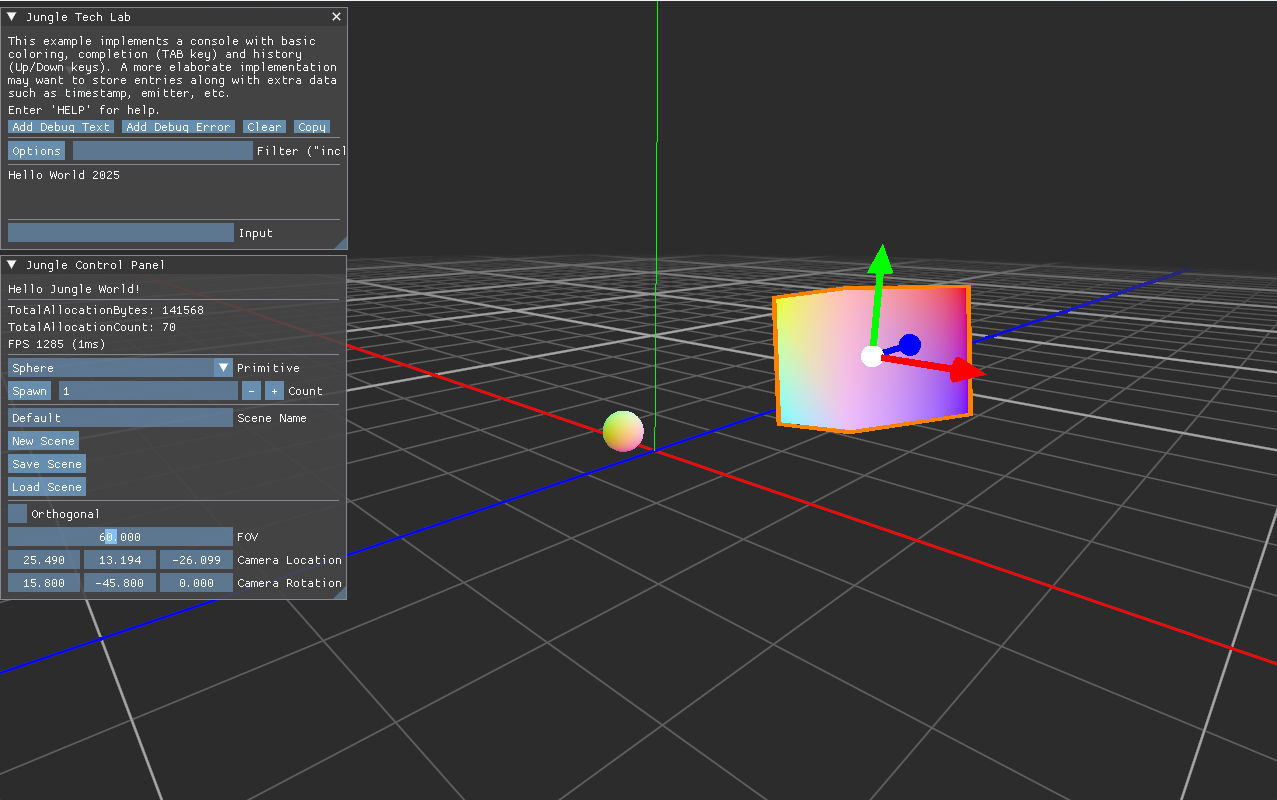 Jungle Tech Lab
This example implements a console with basic
coloring, completion (TAB key) and history
(Up/Down keys). A more elaborate implementation
may want to store entries along with extra data
such as timestamp, emitter, etc.
Enter 'HELP' for help.
Add Debug Text Add Debug Error Clear Copy
Options Filter ("incl
Hello World 2025
Input
Jungle Control Panel
Hello Jungle World!
TotalAllocationBytes: 141568
TotalAllocationCount: 70
FPS 1285 (1ms)
Sphere Primitive
Spawn 1 - + Count
Default Scene Name
New Scene
Save Scene
Load Scene
Orthogonal
60.000 FOV
25.490 13.194 -26.099 Camera Location
15.800 -45.800 0.000 Camera Rotation